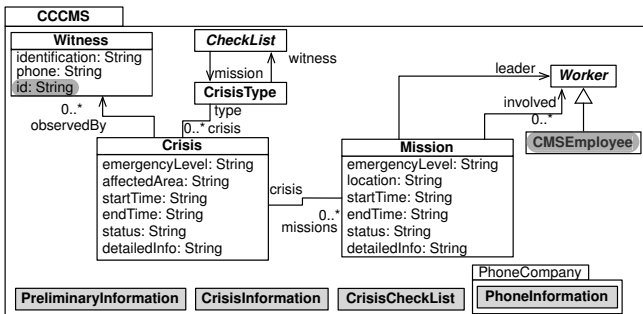 CCCMS
Witness
identification: String
phone: String
id: String
CheckList
mission
witness
CrisisType
type
0..* crisis
0..*
observedBy
leader
Worker
involved
0..*
CMSEmployee
Crisis
emergencyLevel: String
affectedArea: String
startTime: String
endTime: String
status: String
detailedInfo: String
crisis
0..*
missions
Mission
emergencyLevel: String
location: String
startTime: String
endTime: String
status: String
detailedInfo: String
PreliminaryInformation
CrisisInformation
CrisisCheckList
PhoneCompany
PhoneInformation